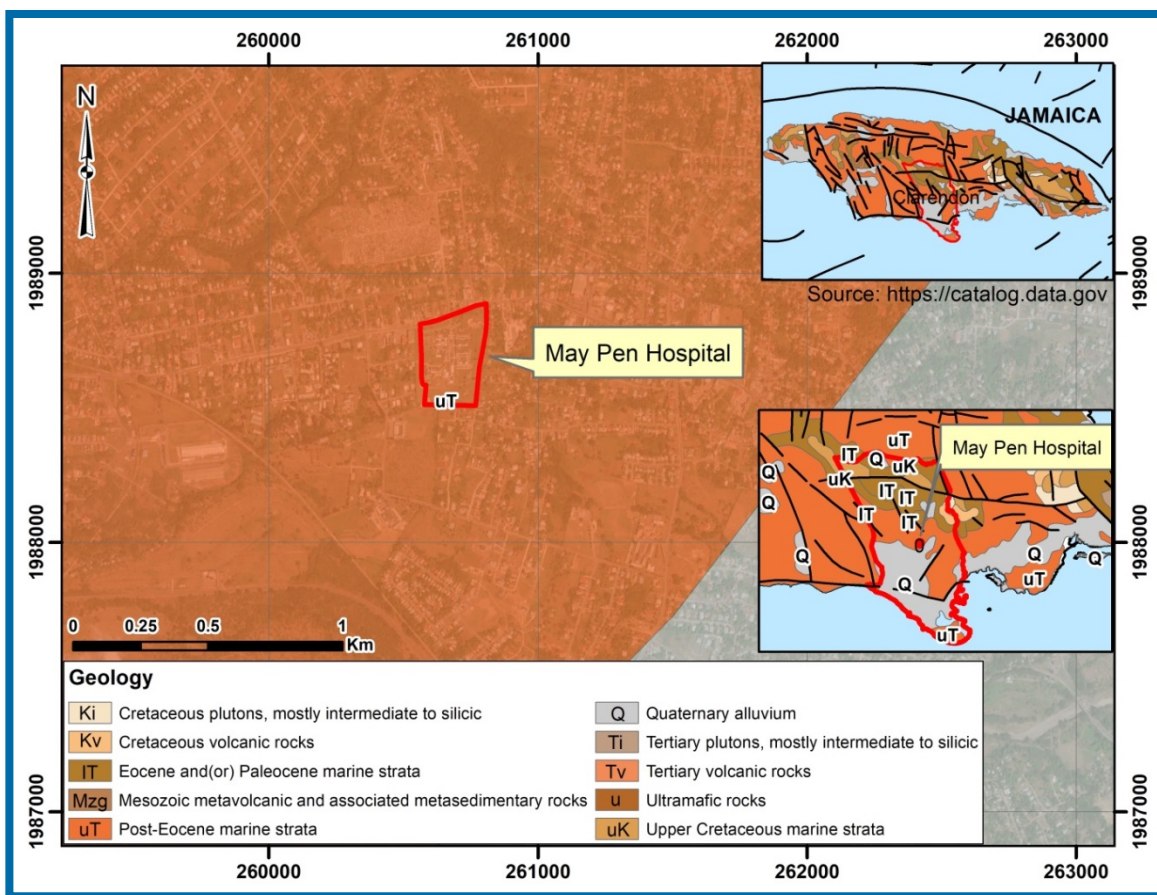 260000
261000
262000
263000
N
JAMAICA
Clarendon
1989000
1989000
Source: https://catalog.data.gov
May Pen Hospital
uT
uT
IT
Q
uK
May Pen Hospital
Q
uK
IT
IT
Q
IT
IT
1988000
1988000
Q
Q
Q
uT
Q
uT
0 0.25 0.5 1
Km
Geology
Ki Cretaceous plutons, mostly intermediate to silicic
Kv Cretaceous volcanic rocks
IT Eocene and(or) Paleocene marine strata
Mzg Mesozoic metavolcanic and associated metasedimentary rocks
uT Post-Eocene marine strata
Q Quaternary alluvium
Ti Tertiary plutons, mostly intermediate to silicic
Tv Tertiary volcanic rocks
u Ultramafic rocks
uK Upper Cretaceous marine strata
1987000
1987000
260000
261000
262000
263000